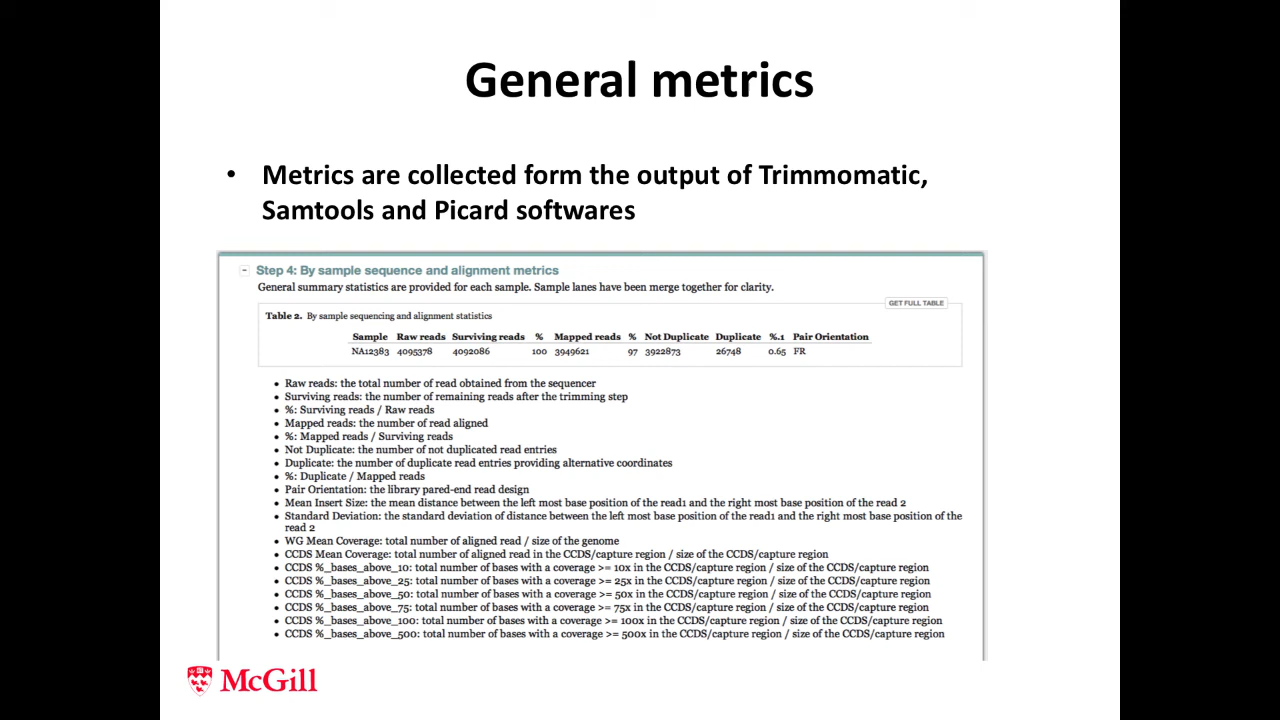 General metrics
• Metrics are collected form the output of Trimmomatic,
Samtools and Picard softwares
- Step 4: By sample sequence and alignment metrics
General summary statistics are provided for each sample. Sample lanes have been merge together for clarity.
GET FULL TABLE
Table 2. By sample sequencing and alignment statistics
Sample Raw reads Surviving reads % Mapped reads % Not Duplicate Duplicate %.1 Pair Orientation
NA12383 4095378 4092086 100 3949621 97 3922873 26748 0.65 FR
• Raw reads: the total number of read obtained from the sequencer
• Surviving reads: the number of remaining reads after the trimming step
• %: Surviving reads / Raw reads
• Mapped reads: the number of read aligned
• %: Mapped reads / Surviving reads
• Not Duplicate: the number of not duplicated read entries
• Duplicate: the number of duplicate read entries providing alternative coordinates
• %: Duplicate / Mapped reads
• Pair Orientation: the library pared-end read design
• Mean Insert Size: the mean distance between the left most base position of the read1 and the right most base position of the read 2
• Standard Deviation: the standard deviation of distance between the left most base position of the read1 and the right most base position of the
read 2
• WG Mean Coverage: total number of aligned read / size of the genome
• CCDS Mean Coverage: total number of aligned read in the CCDS/capture region / size of the CCDS/capture region
• CCDS %_bases_above_10: total number of bases with a coverage >= 10x in the CCDS/capture region / size of the CCDS/capture region
• CCDS %_bases_above_25: total number of bases with a coverage >= 25x in the CCDS/capture region / size of the CCDS/capture region
• CCDS %_bases_above_50: total number of bases with a coverage >= 50x in the CCDS/capture region / size of the CCDS/capture region
• CCDS %_bases_above_75: total number of bases with a coverage >= 75x in the CCDS/capture region / size of the CCDS/capture region
• CCDS %_bases_above_100: total number of bases with a coverage >= 100x in the CCDS/capture region / size of the CCDS/capture region
• CCDS %_bases_above_500: total number of bases with a coverage >= 500x in the CCDS/capture region / size of the CCDS/capture region
McGill